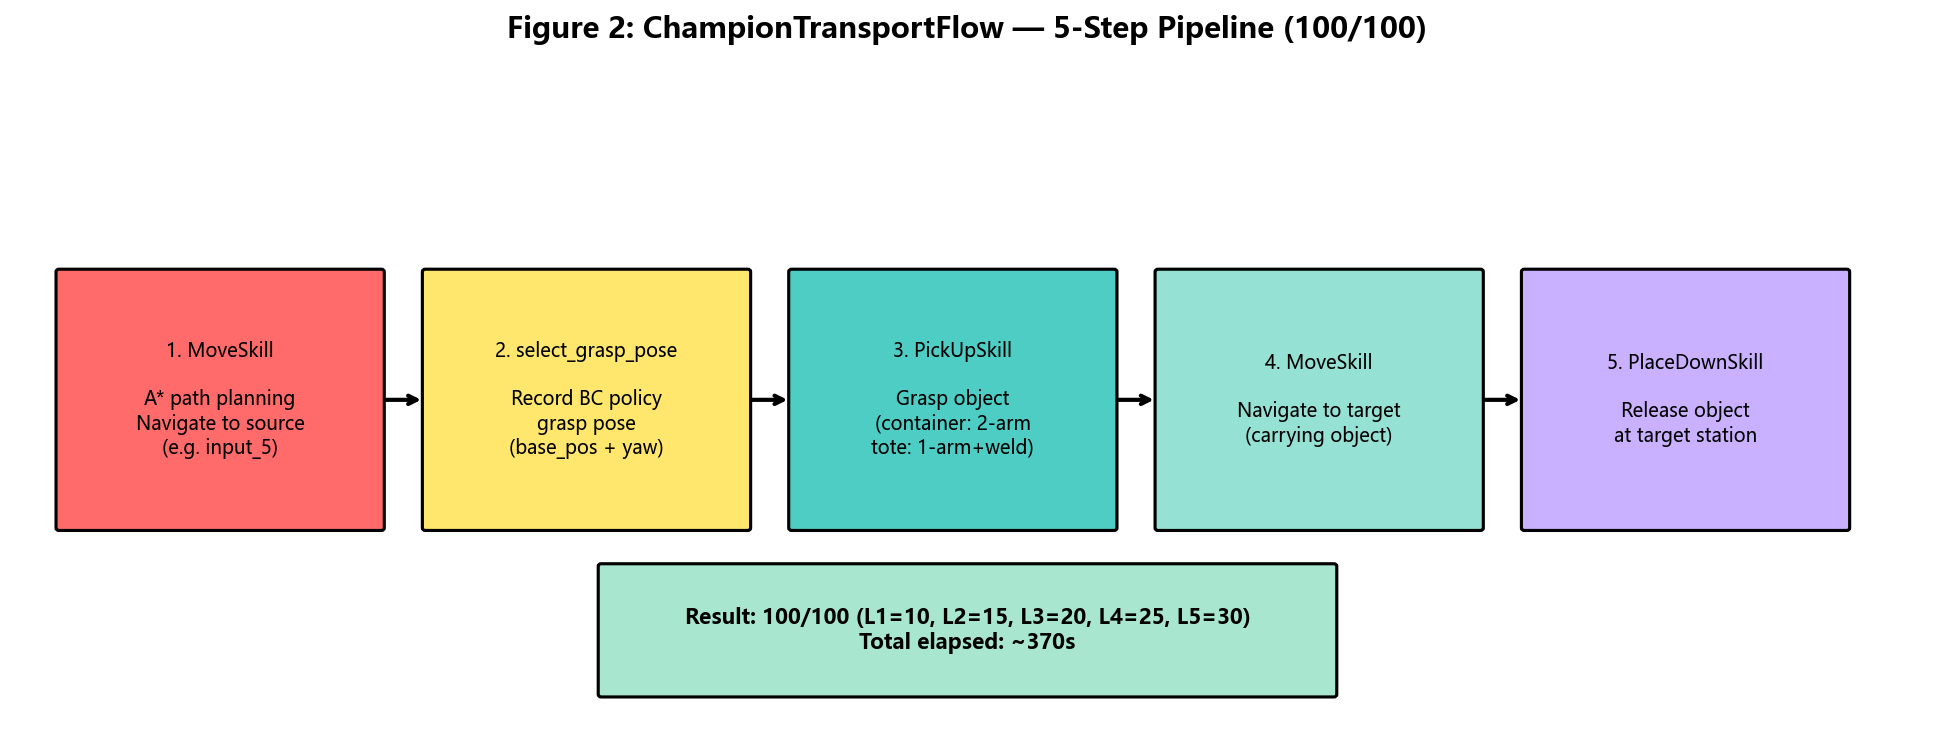 Figure 2: ChampionTransportFlow — 5-Step Pipeline (100/100)
1. MoveSkill
A* path planning
Navigate to source
(e.g. input_5)
2. select_grasp_pose
Record BC policy
grasp pose
(base_pos + yaw)
3. PickUpSkill
Grasp object
(container: 2-arm
tote: 1-arm+weld)
4. MoveSkill
Navigate to target
(carrying object)
5. PlaceDownSkill
Release object
at target station
Result: 100/100 (L1=10, L2=15, L3=20, L4=25, L5=30)
Total elapsed: ~370s